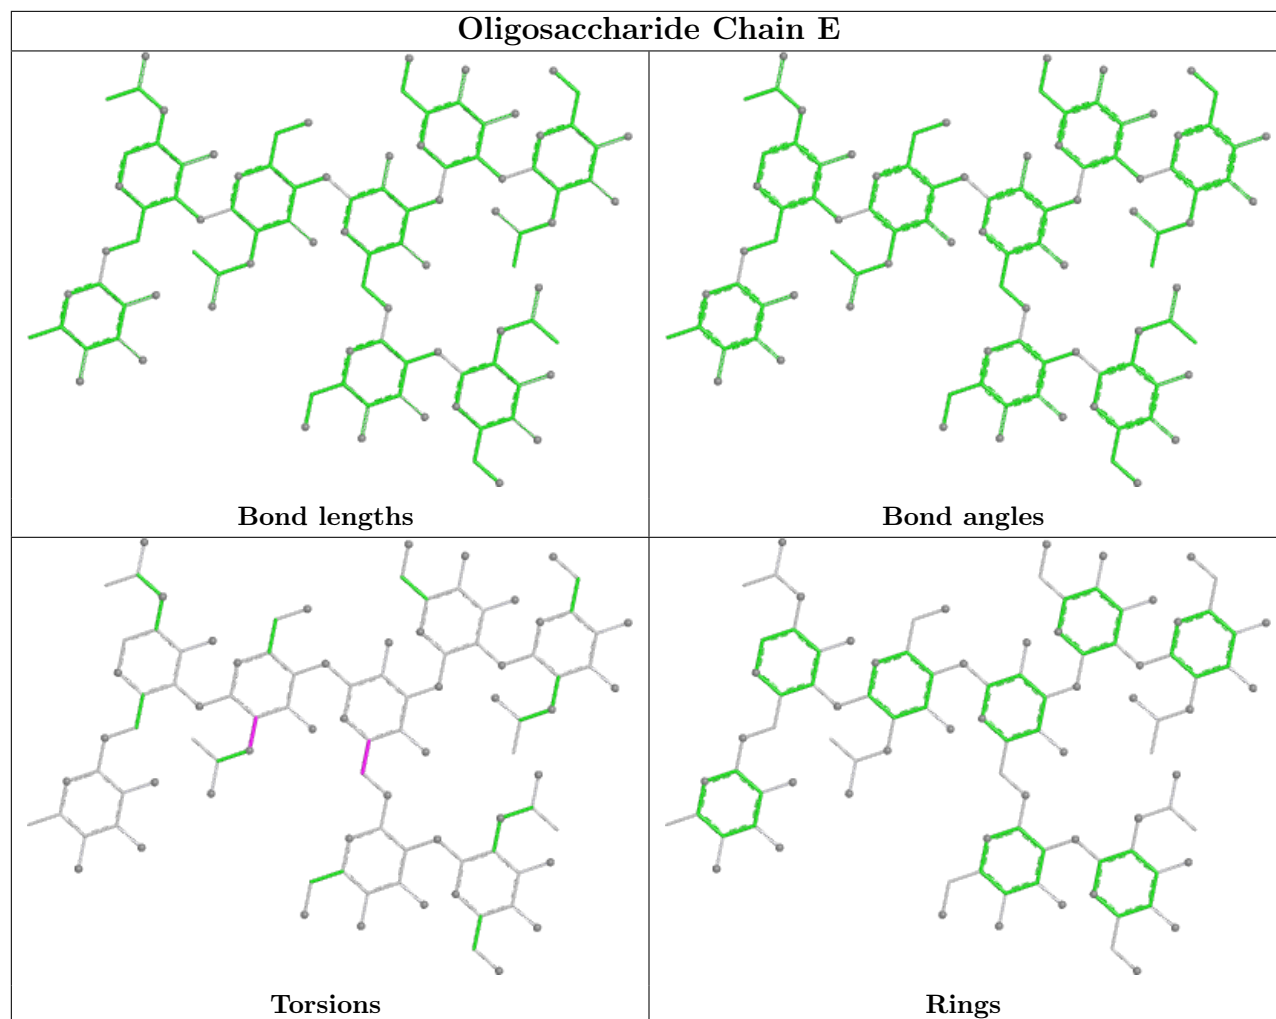 Oligosaccharide Chain E
Bond lengths
Bond angles
Torsions
Rings